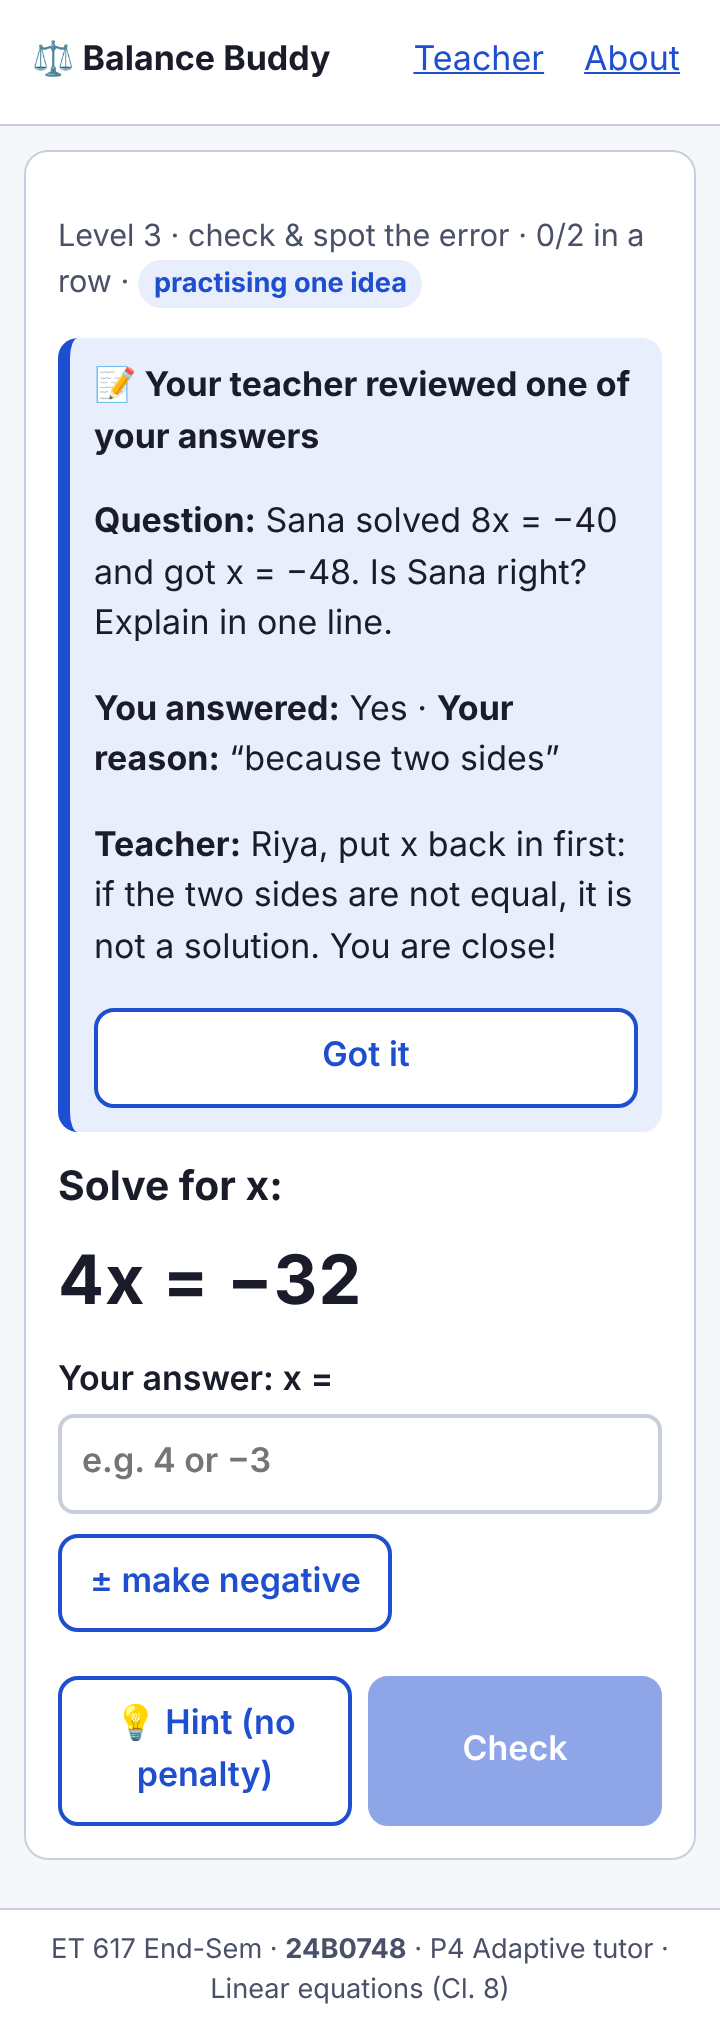 ⚖️ Balance Buddy Teacher About
Level 3 · check & spot the error · 0/2 in a
row · practising one idea
📝 Your teacher reviewed one of
your answers
Question: Sana solved 8x = −40
and got x = −48. Is Sana right?
Explain in one line.
You answered: Yes · Your
reason: “because two sides”
Teacher: Riya, put x back in first:
if the two sides are not equal, it is
not a solution. You are close!
Got it
Solve for x:
4x = −32
Your answer: x =
e.g. 4 or −3
± make negative
💡 Hint (no
penalty)
Check
ET 617 End-Sem · 24B0748 · P4 Adaptive tutor ·
Linear equations (Cl. 8)